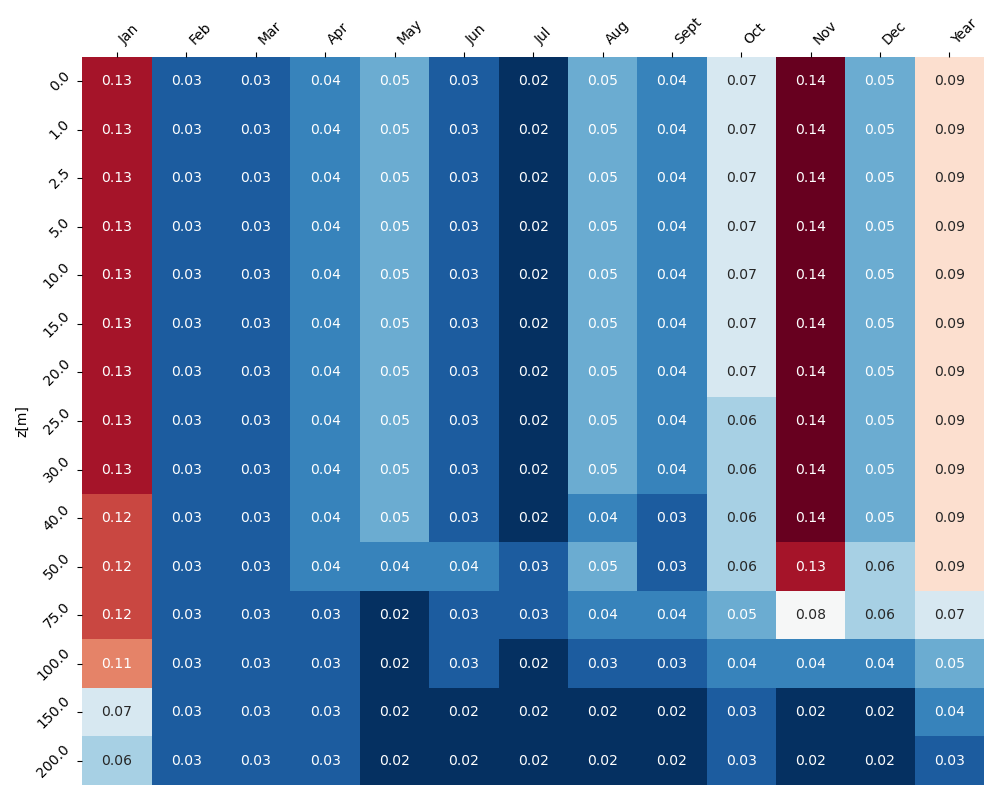 Jan Feb Mar Apr May Jun Jul Aug Sept Oct Nov Dec Year
0.0 0.13 0.03 0.03 0.04 0.05 0.03 0.02 0.05 0.04 0.07 0.14 0.05 0.09
1.0 0.13 0.03 0.03 0.04 0.05 0.03 0.02 0.05 0.04 0.07 0.14 0.05 0.09
2.5 0.13 0.03 0.03 0.04 0.05 0.03 0.02 0.05 0.04 0.07 0.14 0.05 0.09
5.0 0.13 0.03 0.03 0.04 0.05 0.03 0.02 0.05 0.04 0.07 0.14 0.05 0.09
10.0 0.13 0.03 0.03 0.04 0.05 0.03 0.02 0.05 0.04 0.07 0.14 0.05 0.09
15.0 0.13 0.03 0.03 0.04 0.05 0.03 0.02 0.05 0.04 0.07 0.14 0.05 0.09
20.0 0.13 0.03 0.03 0.04 0.05 0.03 0.02 0.05 0.04 0.07 0.14 0.05 0.09
z[m]
25.0 0.13 0.03 0.03 0.04 0.05 0.03 0.02 0.05 0.04 0.06 0.14 0.05 0.09
30.0 0.13 0.03 0.03 0.04 0.05 0.03 0.02 0.05 0.04 0.06 0.14 0.05 0.09
40.0 0.12 0.03 0.03 0.04 0.05 0.03 0.02 0.04 0.03 0.06 0.14 0.05 0.09
50.0 0.12 0.03 0.03 0.04 0.04 0.04 0.03 0.05 0.03 0.06 0.13 0.06 0.09
75.0 0.12 0.03 0.03 0.03 0.02 0.03 0.03 0.04 0.04 0.05 0.08 0.06 0.07
100.0 0.11 0.03 0.03 0.03 0.02 0.03 0.02 0.03 0.03 0.04 0.04 0.04 0.05
150.0 0.07 0.03 0.03 0.03 0.02 0.02 0.02 0.02 0.02 0.03 0.02 0.02 0.04
200.0 0.06 0.03 0.03 0.03 0.02 0.02 0.02 0.02 0.02 0.03 0.02 0.02 0.03